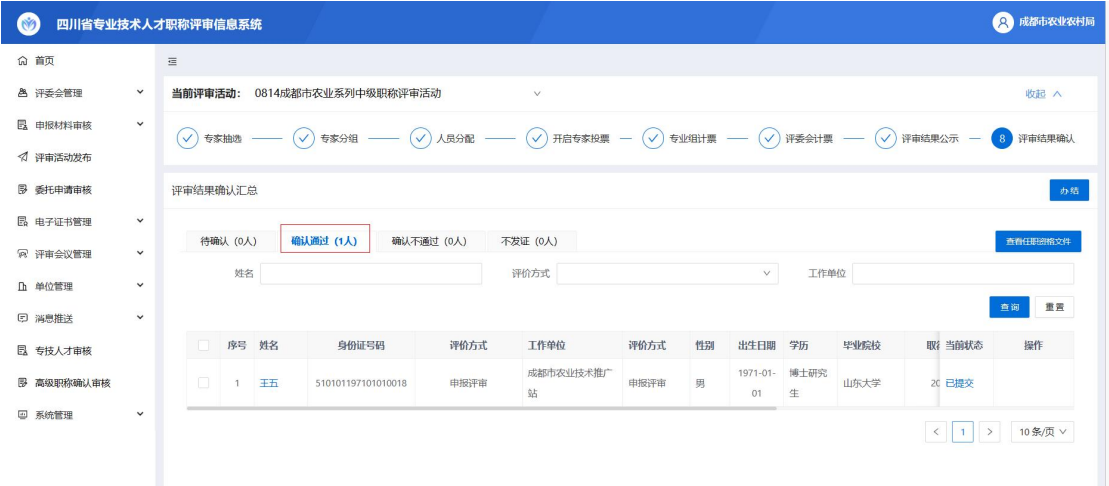 四川省专业技术人才职称评审信息系统
成都市农业农村局
首页
评委会管理
申报材料审核
评审活动发布
委托申请审核
电子证书管理
评审会议管理
单位管理
消息推送
专技人才审核
高级职称确认审核
系统管理
当前评审活动: 0814成都市农业系列中级职称评审活动
收起
专家抽选
专家分组
人员分配
开启专家投票
专业组计票
评委会计票
评审结果公示
8 评审结果确认
评审结果确认汇总
办结
待确认 (0人) 确认通过 (1人) 确认不通过 (0人) 不发证 (0人)
查看任职资格文件
姓名 评价方式 工作单位
查询 重置
序号 姓名 身份证号码 评价方式 工作单位 评价方式 性别 出生日期 学历 毕业院校 当前状态 操作
1 王五 510101197101010018 申报评审 成都市农业技术推广站 申报评审 男 1971-01-01 博士研究生 山东大学 20 已提交
< 1 > 10 条/页